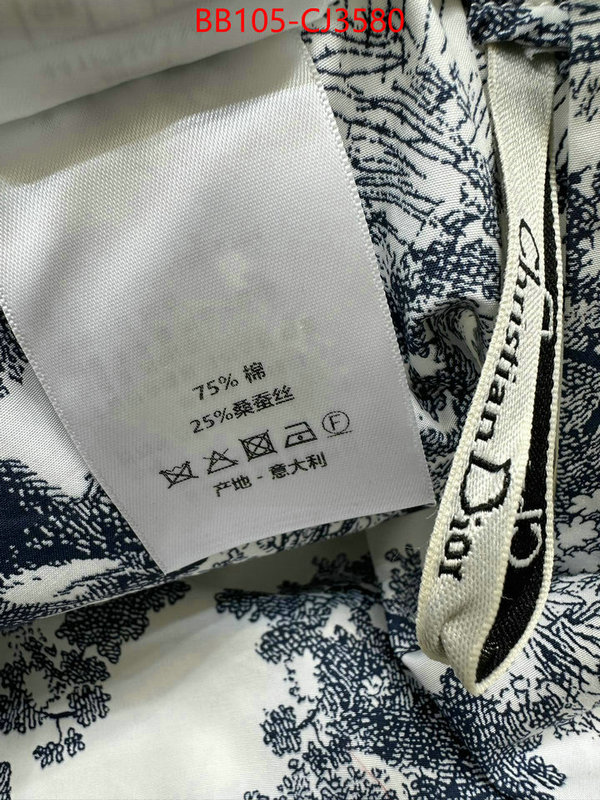 BB105-CJ3580
75% 棉
25%桑蚕丝
F
产地 - 意大利
Christian Dior